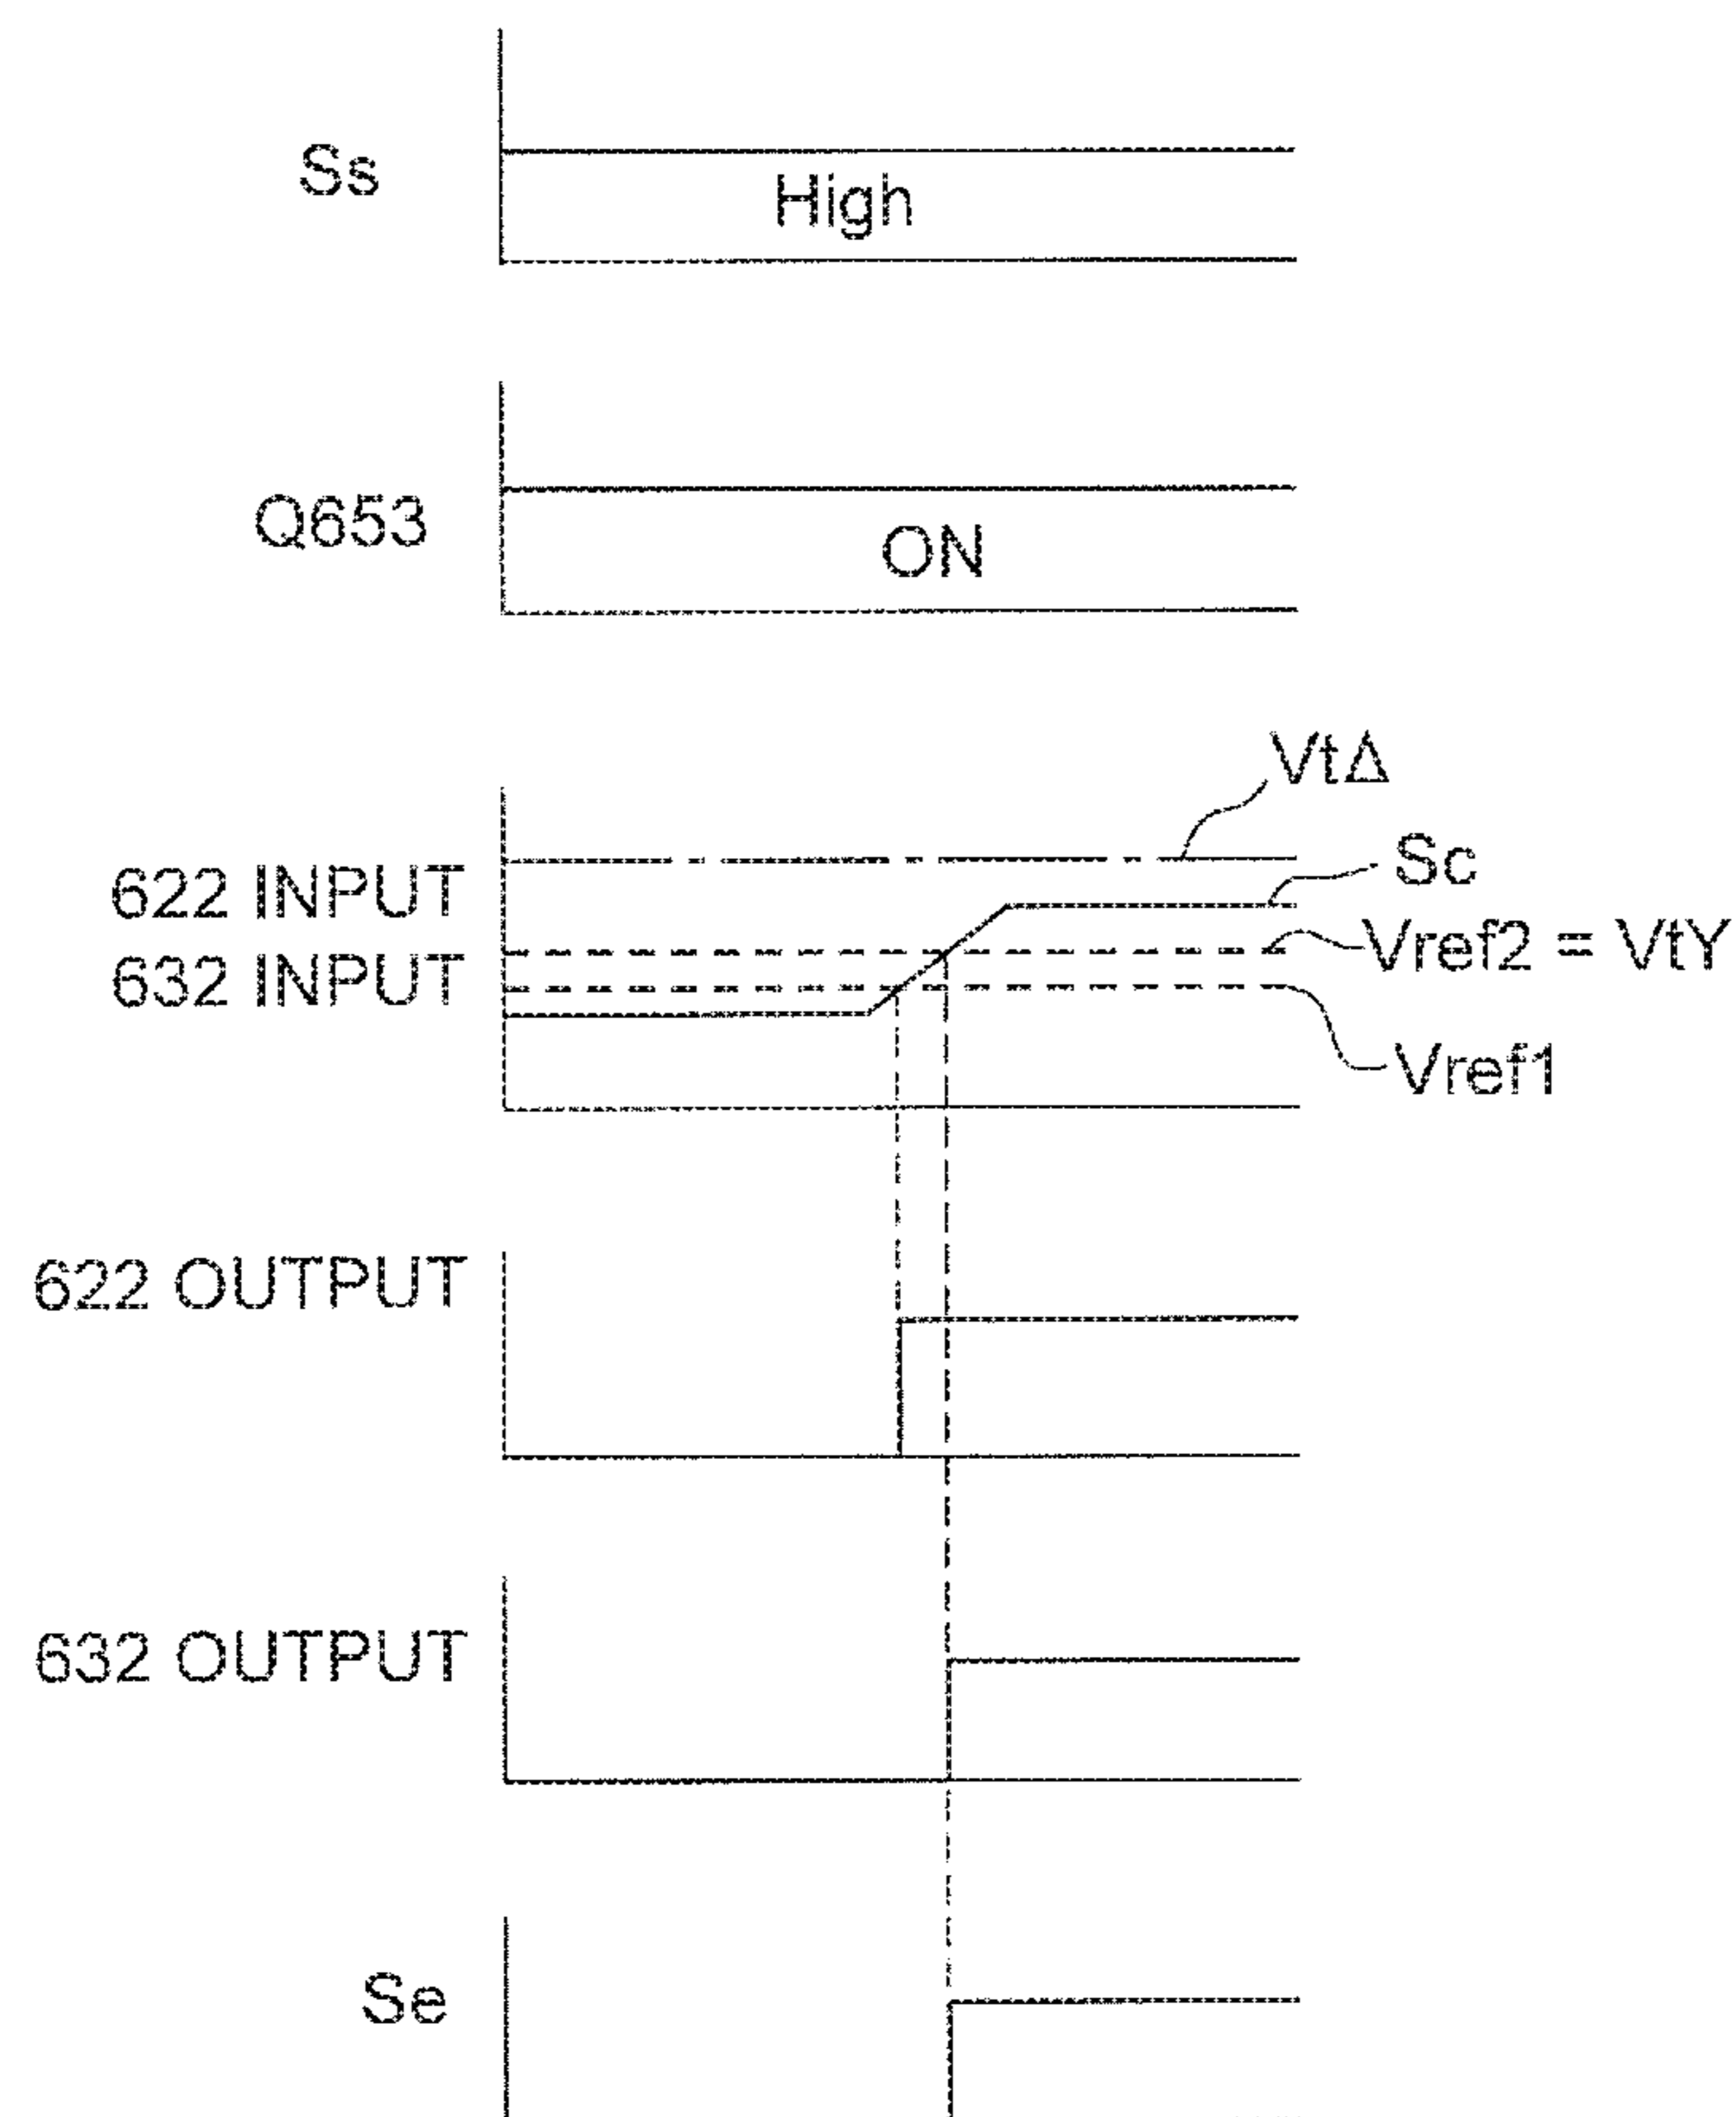 Ss
High
Q653
ON
VtΔ
622 INPUT
Sc
632 INPUT
Vref2 = VtY
Vref1
622 OUTPUT
632 OUTPUT
Se